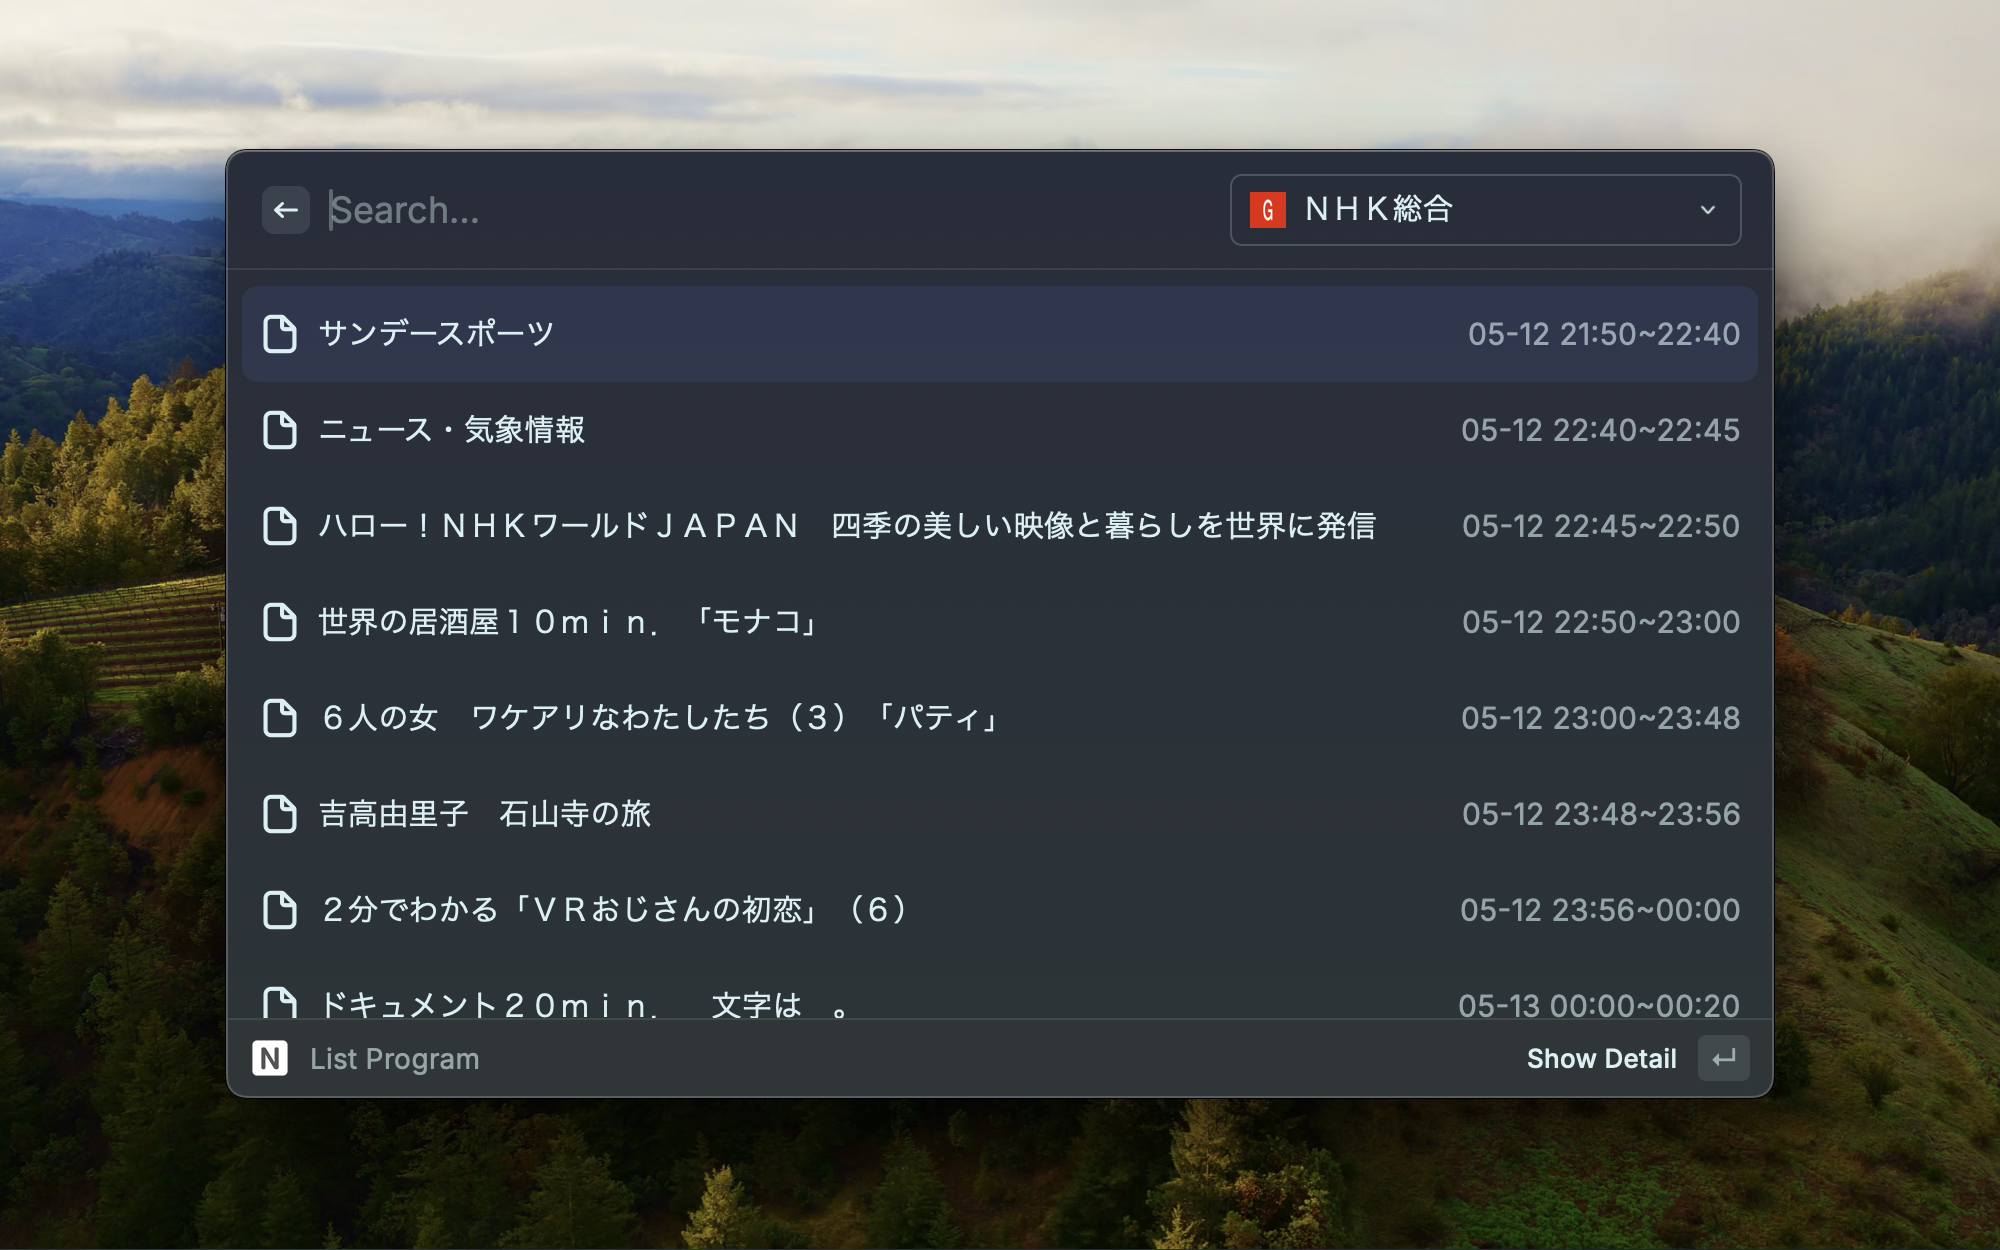 Search...
G NHK総合
サンデースポーツ 05-12 21:50~22:40
ニュース・気象情報 05-12 22:40~22:45
ハロー！ＮＨＫワールドＪＡＰＡＮ　四季の美しい映像と暮らしを世界に発信 05-12 22:45~22:50
世界の居酒屋１０ｍｉｎ．「モナコ」 05-12 22:50~23:00
６人の女　ワケアリなわたしたち（３）「パティ」 05-12 23:00~23:48
吉高由里子　石山寺の旅 05-12 23:48~23:56
２分でわかる「ＶＲおじさんの初恋」（６） 05-12 23:56~00:00
ドキュメント２０ｍｉｎ．　文字は　。 05-13 00:00~00:20
N List Program Show Detail